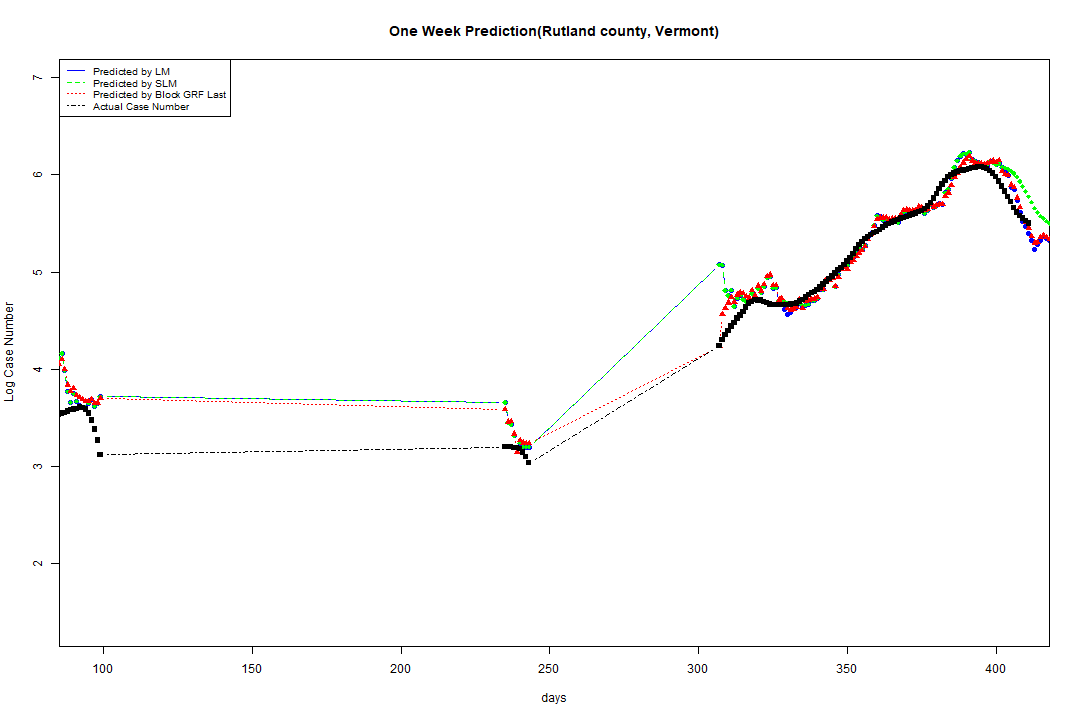 One Week Prediction(Rutland county, Vermont)
Predicted by LM
Predicted by SLM
Predicted by Block GRF Last
Actual Case Number
7
6
5
4
3
2
Log Case Number
100 150 200 250 300 350 400
days